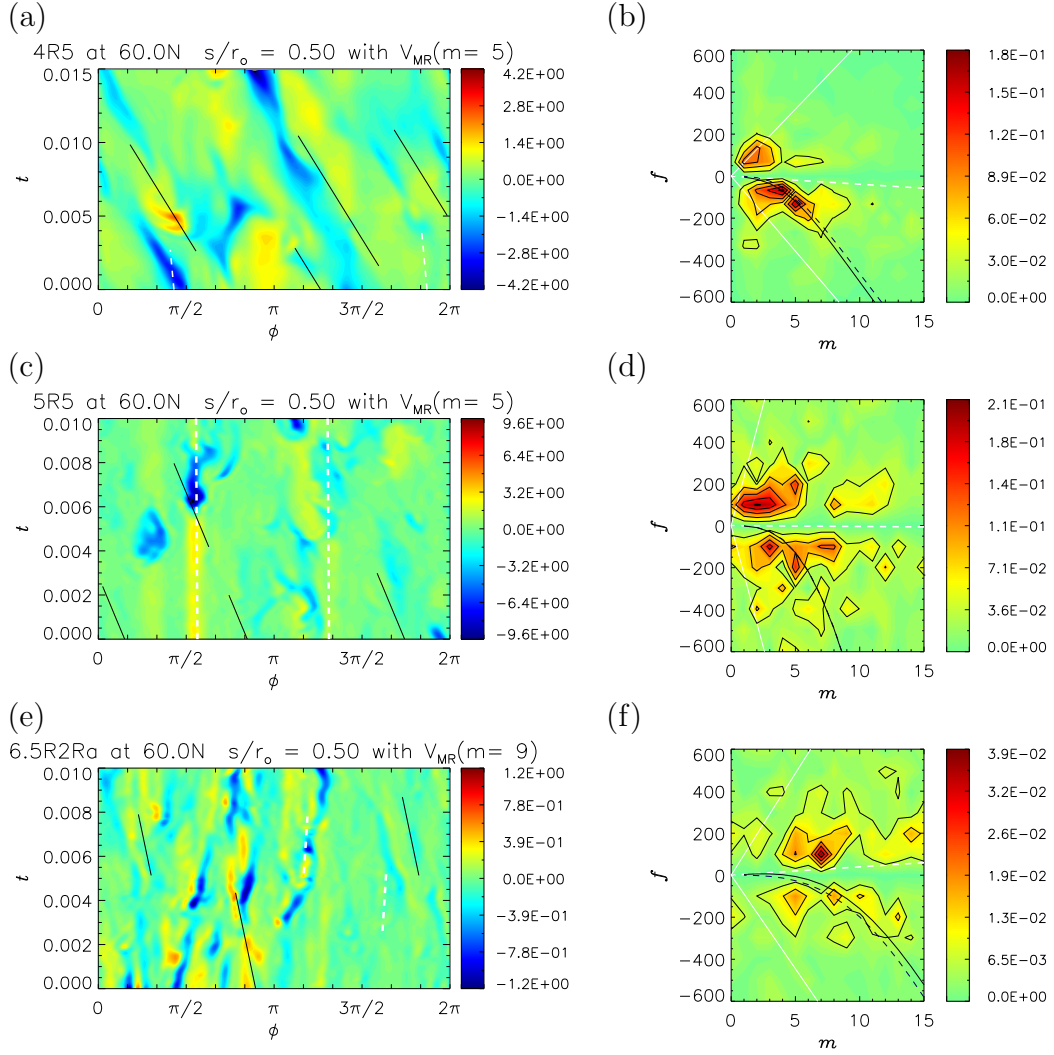 (a)
4R5 at 60.0N s/r_o = 0.50 with V_MR(m= 5)
0.015
0.010
0.005
0.000
t
0
π/2
π
3π/2
2π
ϕ
4.2E+00
2.8E+00
1.4E+00
0.0E+00
−1.4E+00
−2.8E+00
−4.2E+00
(b)
600
400
200
0
−200
−400
−600
f
0
5
10
15
m
1.8E−01
1.5E−01
1.2E−01
9.2E−02
6.1E−02
3.1E−02
0.0E+00
(c)
5R5 at 60.0N s/r_o = 0.50 with V_MR(m= 5)
0.010
0.008
0.006
0.004
0.002
0.000
t
0
π/2
π
3π/2
2π
ϕ
9.6E+00
6.4E+00
3.2E+00
0.0E+00
−3.2E+00
−6.4E+00
−9.6E+00
(d)
600
400
200
0
−200
−400
−600
f
0
5
10
15
m
2.1E−01
1.8E−01
1.4E−01
1.1E−01
7.1E−02
3.6E−02
0.0E+00
(e)
6.5R2Ra at 60.0N s/r_o = 0.50 with V_MR(m= 9)
0.010
0.008
0.006
0.004
0.002
0.000
t
0
π/2
π
3π/2
2π
ϕ
1.2E+00
7.8E−01
3.9E−01
0.0E+00
−3.9E−01
−7.8E−01
−1.2E+00
(f)
600
400
200
0
−200
−400
−600
f
0
5
10
15
m
3.9E−02
3.2E−02
2.6E−02
1.9E−02
1.3E−02
6.5E−03
0.0E+00